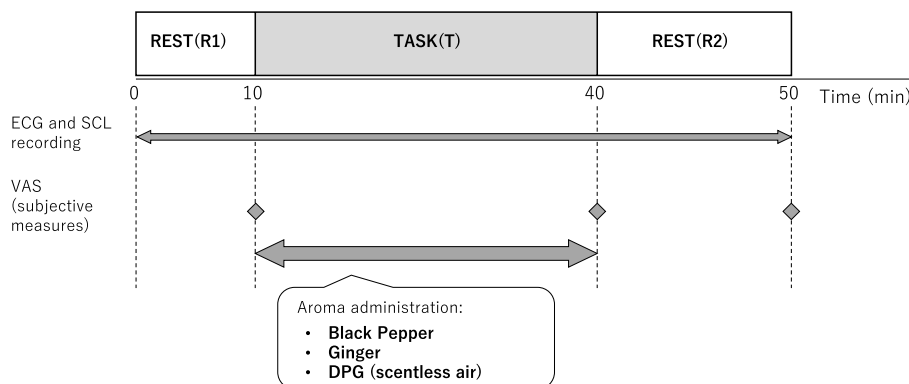 REST(R1) TASK(T) REST(R2)
0 10 40 50 Time (min)
ECG and SCL
recording
VAS
(subjective
measures)
Aroma administration:
• Black Pepper
• Ginger
• DPG (scentless air)